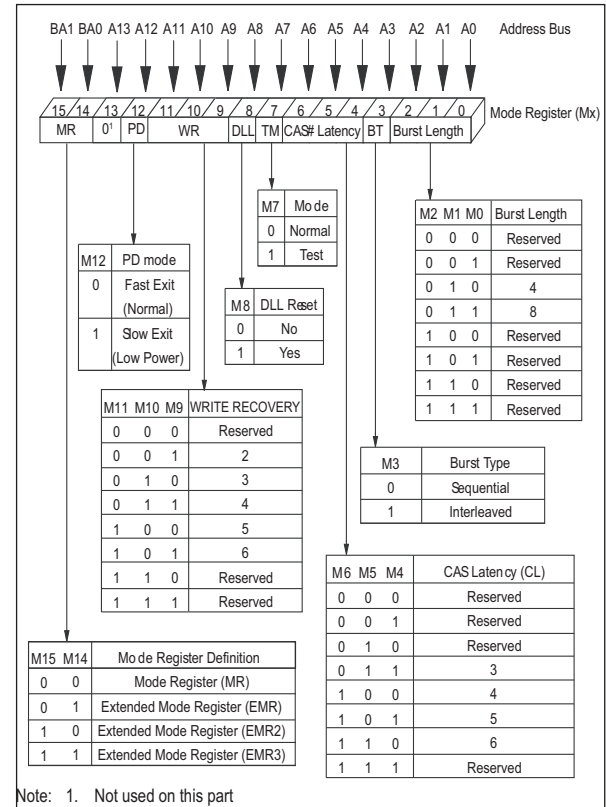 BA1 BA0 A13 A12 A11 A10 A9 A8 A7 A6 A5 A4 A3 A2 A1 A0 Address Bus
15 14 13 12 11 10 9 8 7 6 5 4 3 2 1 0 Mode Register (Mx)
MR 0¹ PD WR DLL TM CAS# Latency BT Burst Length
M7 Mode
0 Normal
1 Test
M2 M1 M0 Burst Length
0 0 0 Reserved
0 0 1 Reserved
0 1 0 4
0 1 1 8
1 0 0 Reserved
1 0 1 Reserved
1 1 0 Reserved
1 1 1 Reserved
M12 PD mode
0 Fast Exit
(Normal)
1 Slow Exit
(Low Power)
M8 DLL Reset
0 No
1 Yes
M11 M10 M9 WRITE RECOVERY
0 0 0 Reserved
0 0 1 2
0 1 0 3
0 1 1 4
1 0 0 5
1 0 1 6
1 1 0 Reserved
1 1 1 Reserved
M3 Burst Type
0 Sequential
1 Interleaved
M6 M5 M4 CAS Latency (CL)
0 0 0 Reserved
0 0 1 Reserved
0 1 0 Reserved
0 1 1 3
1 0 0 4
1 0 1 5
1 1 0 6
1 1 1 Reserved
M15 M14 Mode Register Definition
0 0 Mode Register (MR)
0 1 Extended Mode Register (EMR)
1 0 Extended Mode Register (EMR2)
1 1 Extended Mode Register (EMR3)
Note: 1. Not used on this part